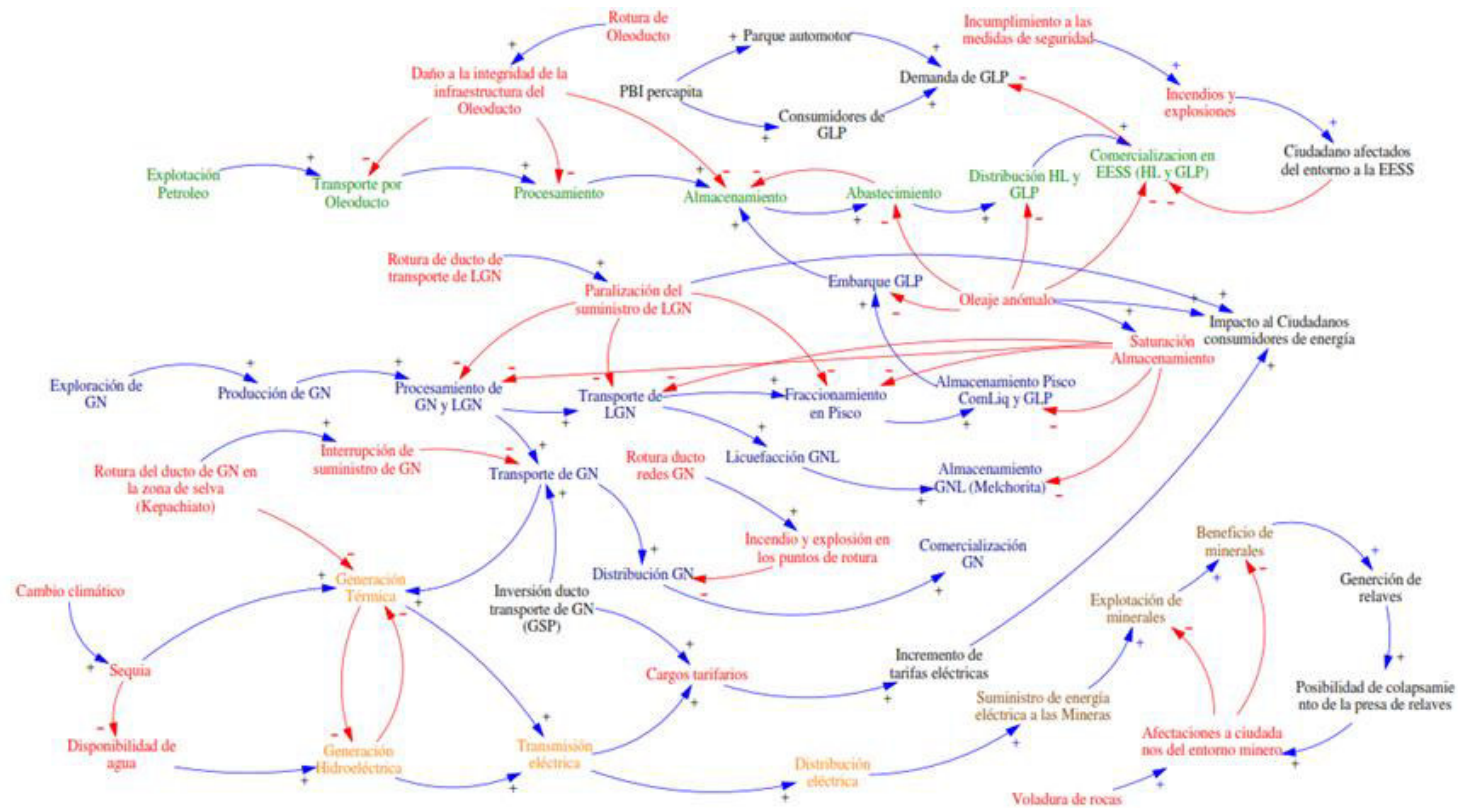 Rotura de
Oleoducto
Incumplimiento a las
medidas de seguridad
Parque automotor
Daño a la integridad de la
infraestructura del
Oleoducto
PBI percapita
Demanda de GLP
Incendios y
explosiones
Consumidores de
GLP
Explotación
Petroleo
Transporte por
Oleoducto
Procesamiento
Almacenamiento
Abastecimiento
Distribución HL y
GLP
Comercializacion en
EESS (HL y GLP)
Ciudadano afectados
del entorno a la EESS
Rotura de ducto de
transporte de LGN
Paralización del
suministro de LGN
Embarque GLP
Oleaje anómalo
Impacto al Ciudadanos
consumidores de energía
Saturación
Almacenamiento
Exploración de
GN
Producción de GN
Procesamiento de
GN y LGN
Transporte de
LGN
Fraccionamiento
en Pisco
Almacenamiento Pisco
ComLiq y GLP
Rotura del ducto de GN en
la zona de selva
(Kepachiato)
Interrupción de
suministro de GN
Transporte de GN
Rotura ducto
redes GN
Licuefacción GNL
Almacenamiento
GNL (Melchorita)
Incendio y explosión en
los puntos de rotura
Comercialización
GN
Beneficio de
minerales
Cambio climático
Generación
Térmica
Distribución GN
Inversión ducto
transporte de GN
(GSP)
Explotación de
minerales
Generción de
relaves
Sequia
Cargos tarifarios
Incremento de
tarifas eléctricas
Suministro de energía
eléctrica a las Mineras
Posibilidad de colapsamie
nto de la presa de relaves
Disponibilidad de
agua
Generación
Hidroeléctrica
Transmisión
eléctrica
Distribución
eléctrica
Afectaciones a ciudada
nos del entorno minero
Voladura de rocas